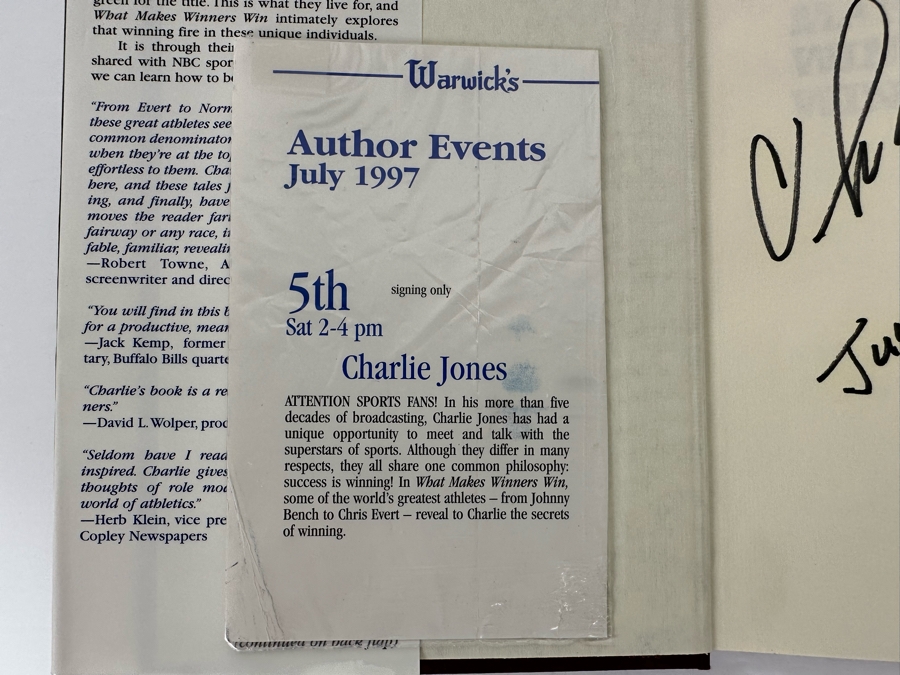 green for the title. This is what they live for, and
What Makes Winners Win intimately explores
that winning fire in these unique individuals.
It is through their
shared with NBC spor
we can learn how to be
"From Evert to Norm
these great athletes see
common denominator
when they're at the to
effortless to them. Cha
here, and these tales
ing, and finally, have
moves the reader far
fairway or any race, i
fable, familiar, reveali
—Robert Towne, A
screenwriter and direc
"You will find in this b
for a productive, mean
—Jack Kemp, former
tary, Buffalo Bills quarte
"Charlie's book is a re
ners."
—David L. Wolper, prod
"Seldom have I read
inspired. Charlie gives
thoughts of role mo
world of athletics."
—Herb Klein, vice pre
Copley Newspapers
(continued on back flap)
Warwick's
Author Events
July 1997
5th signing only
Sat 2-4 pm
Charlie Jones
ATTENTION SPORTS FANS! In his more than five
decades of broadcasting, Charlie Jones has had a
unique opportunity to meet and talk with the
superstars of sports. Although they differ in many
respects, they all share one common philosophy:
success is winning! In What Makes Winners Win,
some of the world's greatest athletes – from Johnny
Bench to Chris Evert – reveal to Charlie the secrets
of winning.